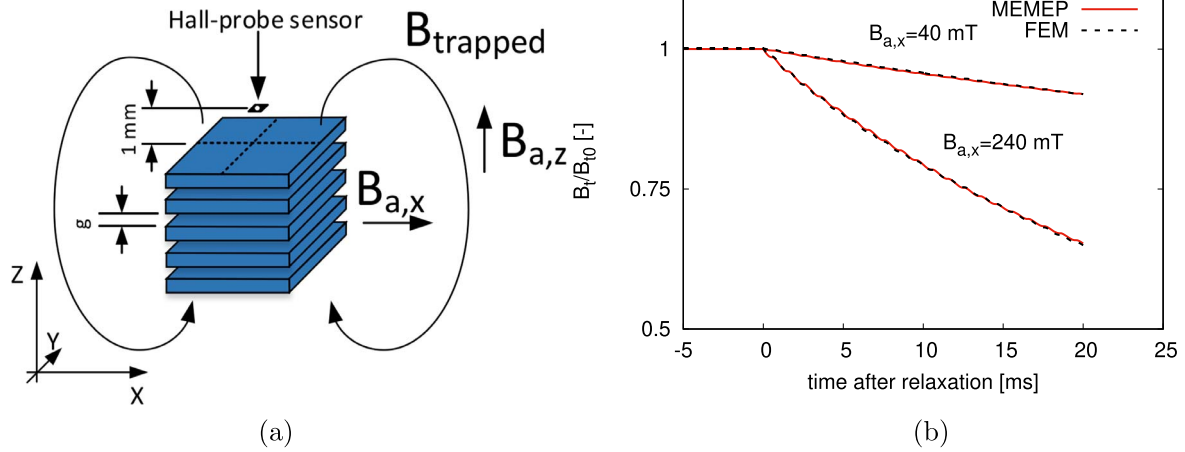 Hall-probe sensor
B_trapped
1 mm
B_a,z
B_a,x
g
Z
Y
X
(a)
MEMEP
FEM
B_a,x=40 mT
B_a,x=240 mT
B_t/B_t0 [-]
1
0.75
0.5
-5 0 5 10 15 20 25
time after relaxation [ms]
(b)